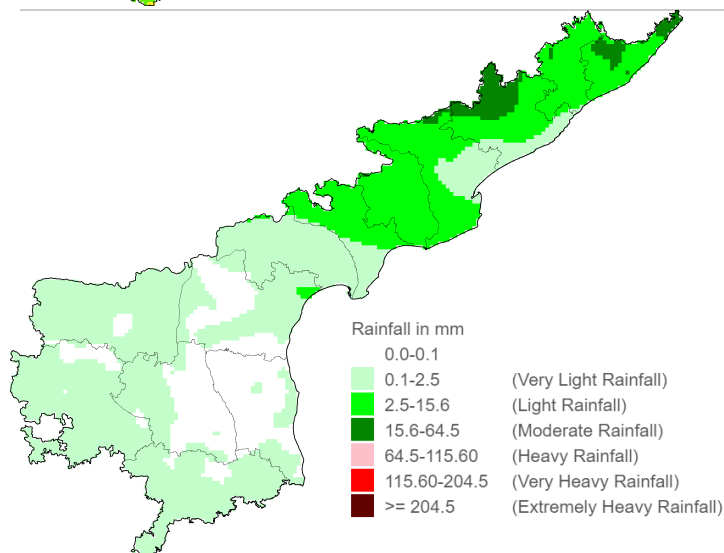 Rainfall in mm
0.0-0.1
0.1-2.5 (Very Light Rainfall)
2.5-15.6 (Light Rainfall)
15.6-64.5 (Moderate Rainfall)
64.5-115.60 (Heavy Rainfall)
115.60-204.5 (Very Heavy Rainfall)
>= 204.5 (Extremely Heavy Rainfall)